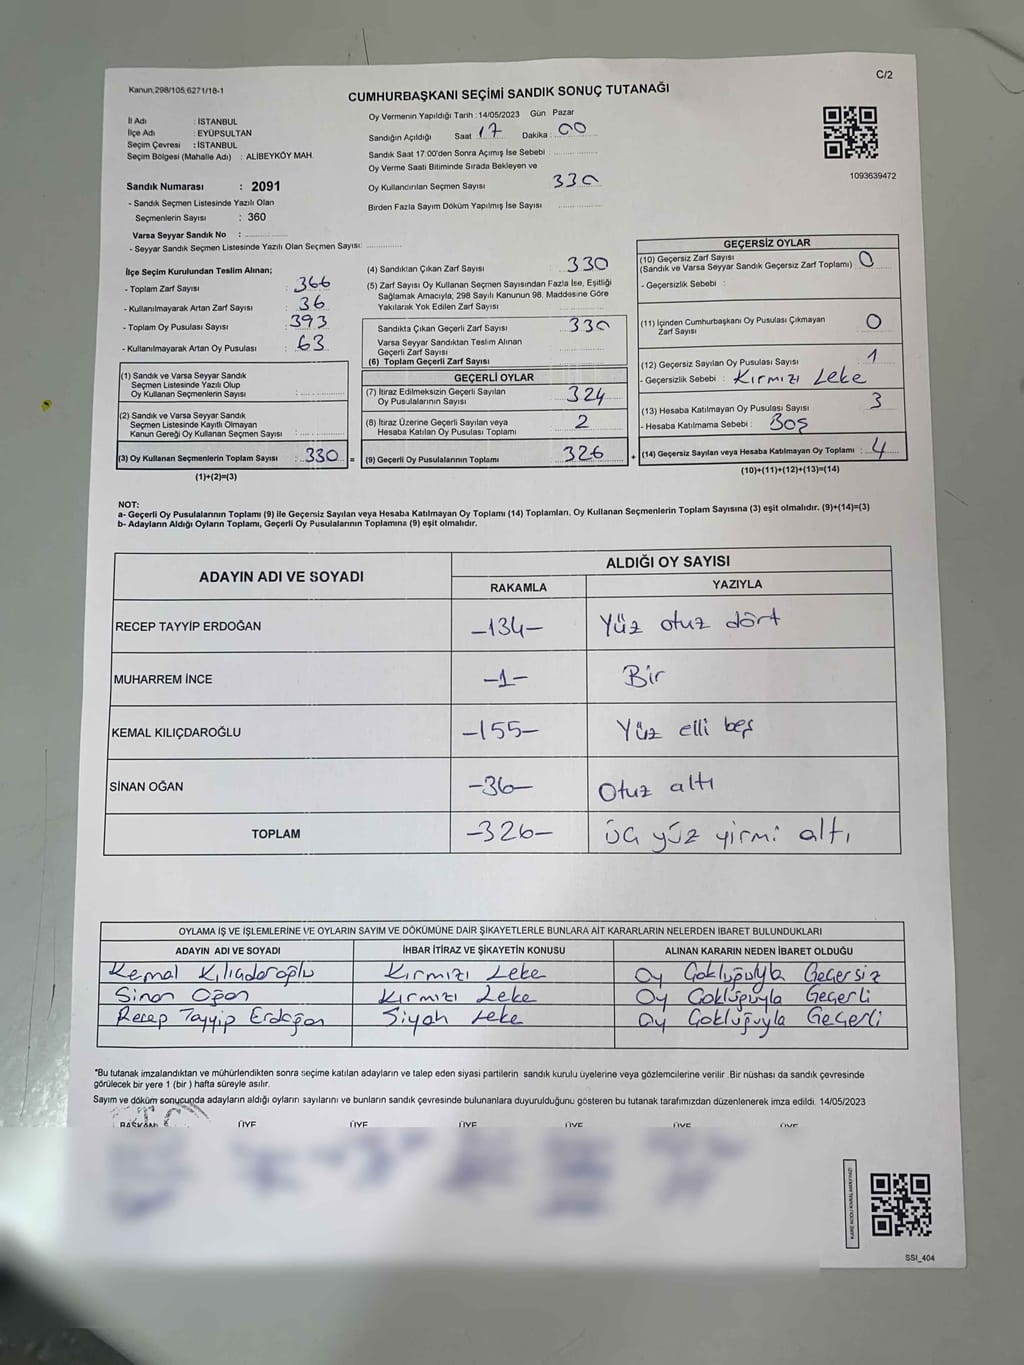 C/2
Kanun,298/105,6271/18-1
CUMHURBAŞKANI SEÇİMİ SANDIK SONUÇ TUTANAĞI
İl Adı : İSTANBUL
İlçe Adı : EYÜPSULTAN
Seçim Çevresi : İSTANBUL
Seçim Bölgesi (Mahalle Adı) : ALİBEYKÖY MAH.
Sandık Numarası : 2091
- Sandık Seçmen Listesinde Yazılı Olan
Seçmenlerin Sayısı : 360
Varsa Seyyar Sandık No :
- Seyyar Sandık Seçmen Listesinde Yazılı Olan Seçmen Sayısı:
Oy Vermenin Yapıldığı Tarih :14/05/2023 Gün Pazar
Sandığın Açıldığı Saat 17 Dakika : 00
Sandık Saat 17:00'den Sonra Açımış İse Sebebi
Oy Verme Saati Bitiminde Sırada Bekleyen ve
Oy Kullandırılan Seçmen Sayısı 330
Birden Fazla Sayım Döküm Yapılmış İse Sayısı
1093639472
İlçe Seçim Kurulundan Teslim Alınan;
- Toplam Zarf Sayısı : 366
- Kullanılmayarak Artan Zarf Sayısı : 36
- Toplam Oy Pusulası Sayısı : 393
- Kullanılmayarak Artan Oy Pusulası : 63
(1) Sandık ve Varsa Seyyar Sandık
Seçmen Listesinde Yazılı Olup
Oy Kullanan Seçmenlerin Sayısı :
(2) Sandık ve Varsa Seyyar Sandık
Seçmen Listesinde Kayıtlı Olmayan
Kanun Gereği Oy Kullanan Seçmen Sayısı :
(3) Oy Kullanan Seçmenlerin Toplam Sayısı : 330 =
(1)+(2)=(3)
(4) Sandıktan Çıkan Zarf Sayısı 330
(5) Zarf Sayısı Oy Kullanan Seçmen Sayısından Fazla İse, Eşitliği
Sağlamak Amacıyla, 298 Sayılı Kanunun 98. Maddesine Göre
Yakılarak Yok Edilen Zarf Sayısı
Sandıkta Çıkan Geçerli Zarf Sayısı 330
Varsa Seyyar Sandıktan Teslim Alınan
Geçerli Zarf Sayısı
(6) Toplam Geçerli Zarf Sayısı
GEÇERLİ OYLAR
(7) İtiraz Edilmeksizin Geçerli Sayılan
Oy Pusulalarının Sayısı 324
(8) İtiraz Üzerine Geçerli Sayılan veya
Hesaba Katılan Oy Pusulası Toplamı 2
(9) Geçerli Oy Pusulalarının Toplamı 326 +
GEÇERSİZ OYLAR
(10) Geçersiz Zarf Sayısı
(Sandık ve Varsa Seyyar Sandık Geçersiz Zarf Toplamı) 0
- Geçersizlik Sebebi :
(11) İçinden Cumhurbaşkanı Oy Pusulası Çıkmayan
Zarf Sayısı 0
(12) Geçersiz Sayılan Oy Pusulası Sayısı 1
- Geçersizlik Sebebi : Kırmızı Leke
(13) Hesaba Katılmayan Oy Pusulası Sayısı 3
- Hesaba Katılmama Sebebi : Boş
(14) Geçersiz Sayılan veya Hesaba Katılmayan Oy Toplamı : 4
(10)+(11)+(12)+(13)=(14)
NOT:
a- Geçerli Oy Pusulalarının Toplamı (9) ile Geçersiz Sayılan veya Hesaba Katılmayan Oy Toplamı (14) Toplamları, Oy Kullanan Seçmenlerin Toplam Sayısına (3) eşit olmalıdır. (9)+(14)=(3)
b- Adayların Aldığı Oyların Toplamı, Geçerli Oy Pusulalarının Toplamına (9) eşit olmalıdır.
ADAYIN ADI VE SOYADI
ALDIĞI OY SAYISI
RAKAMLA YAZIYLA
RECEP TAYYİP ERDOĞAN -134- Yüz otuz dört
MUHARREM İNCE -1- Bir
KEMAL KILIÇDAROĞLU -155- Yüz elli beş
SİNAN OĞAN -36- Otuz altı
TOPLAM -326- üç yüz yirmi altı
OYLAMA İŞ VE İŞLEMLERİNE VE OYLARIN SAYIM VE DÖKÜMÜNE DAİR ŞİKAYETLERLE BUNLARA AİT KARARLARIN NELERDEN İBARET BULUNDUKLARI
ADAYIN ADI VE SOYADI İHBAR İTİRAZ VE ŞİKAYETİN KONUSU ALINAN KARARIN NEDEN İBARET OLDUĞU
Kemal Kılıçdaroğlu Kırmızı Leke Oy Çokluğuyla Geçersiz
Sinan Oğan Kırmızı Leke Oy Çokluğuyla Geçerli
Recep Tayyip Erdoğan Siyah Leke Oy Çokluğuyla Geçerli
*Bu tutanak imzalandıktan ve mühürlendikten sonra seçime katılan adayların ve talep eden siyasi partilerin sandık kurulu üyelerine veya gözlemcilerine verilir .Bir nüshası da sandık çevresinde
görülecek bir yere 1 (bir ) hafta süreyle asılır.
Sayım ve döküm sonucunda adayların aldığı oyların sayılarını ve bunların sandık çevresinde bulunanlara duyurulduğunu gösteren bu tutanak tarafımızdan düzenlenerek imza edildi. 14/05/2023
BAŞKAN ÜYE ÜYE ÜYE ÜYE ÜYE ÜYE
KARE KODU KARALAMAYINIZ!
SSI_404